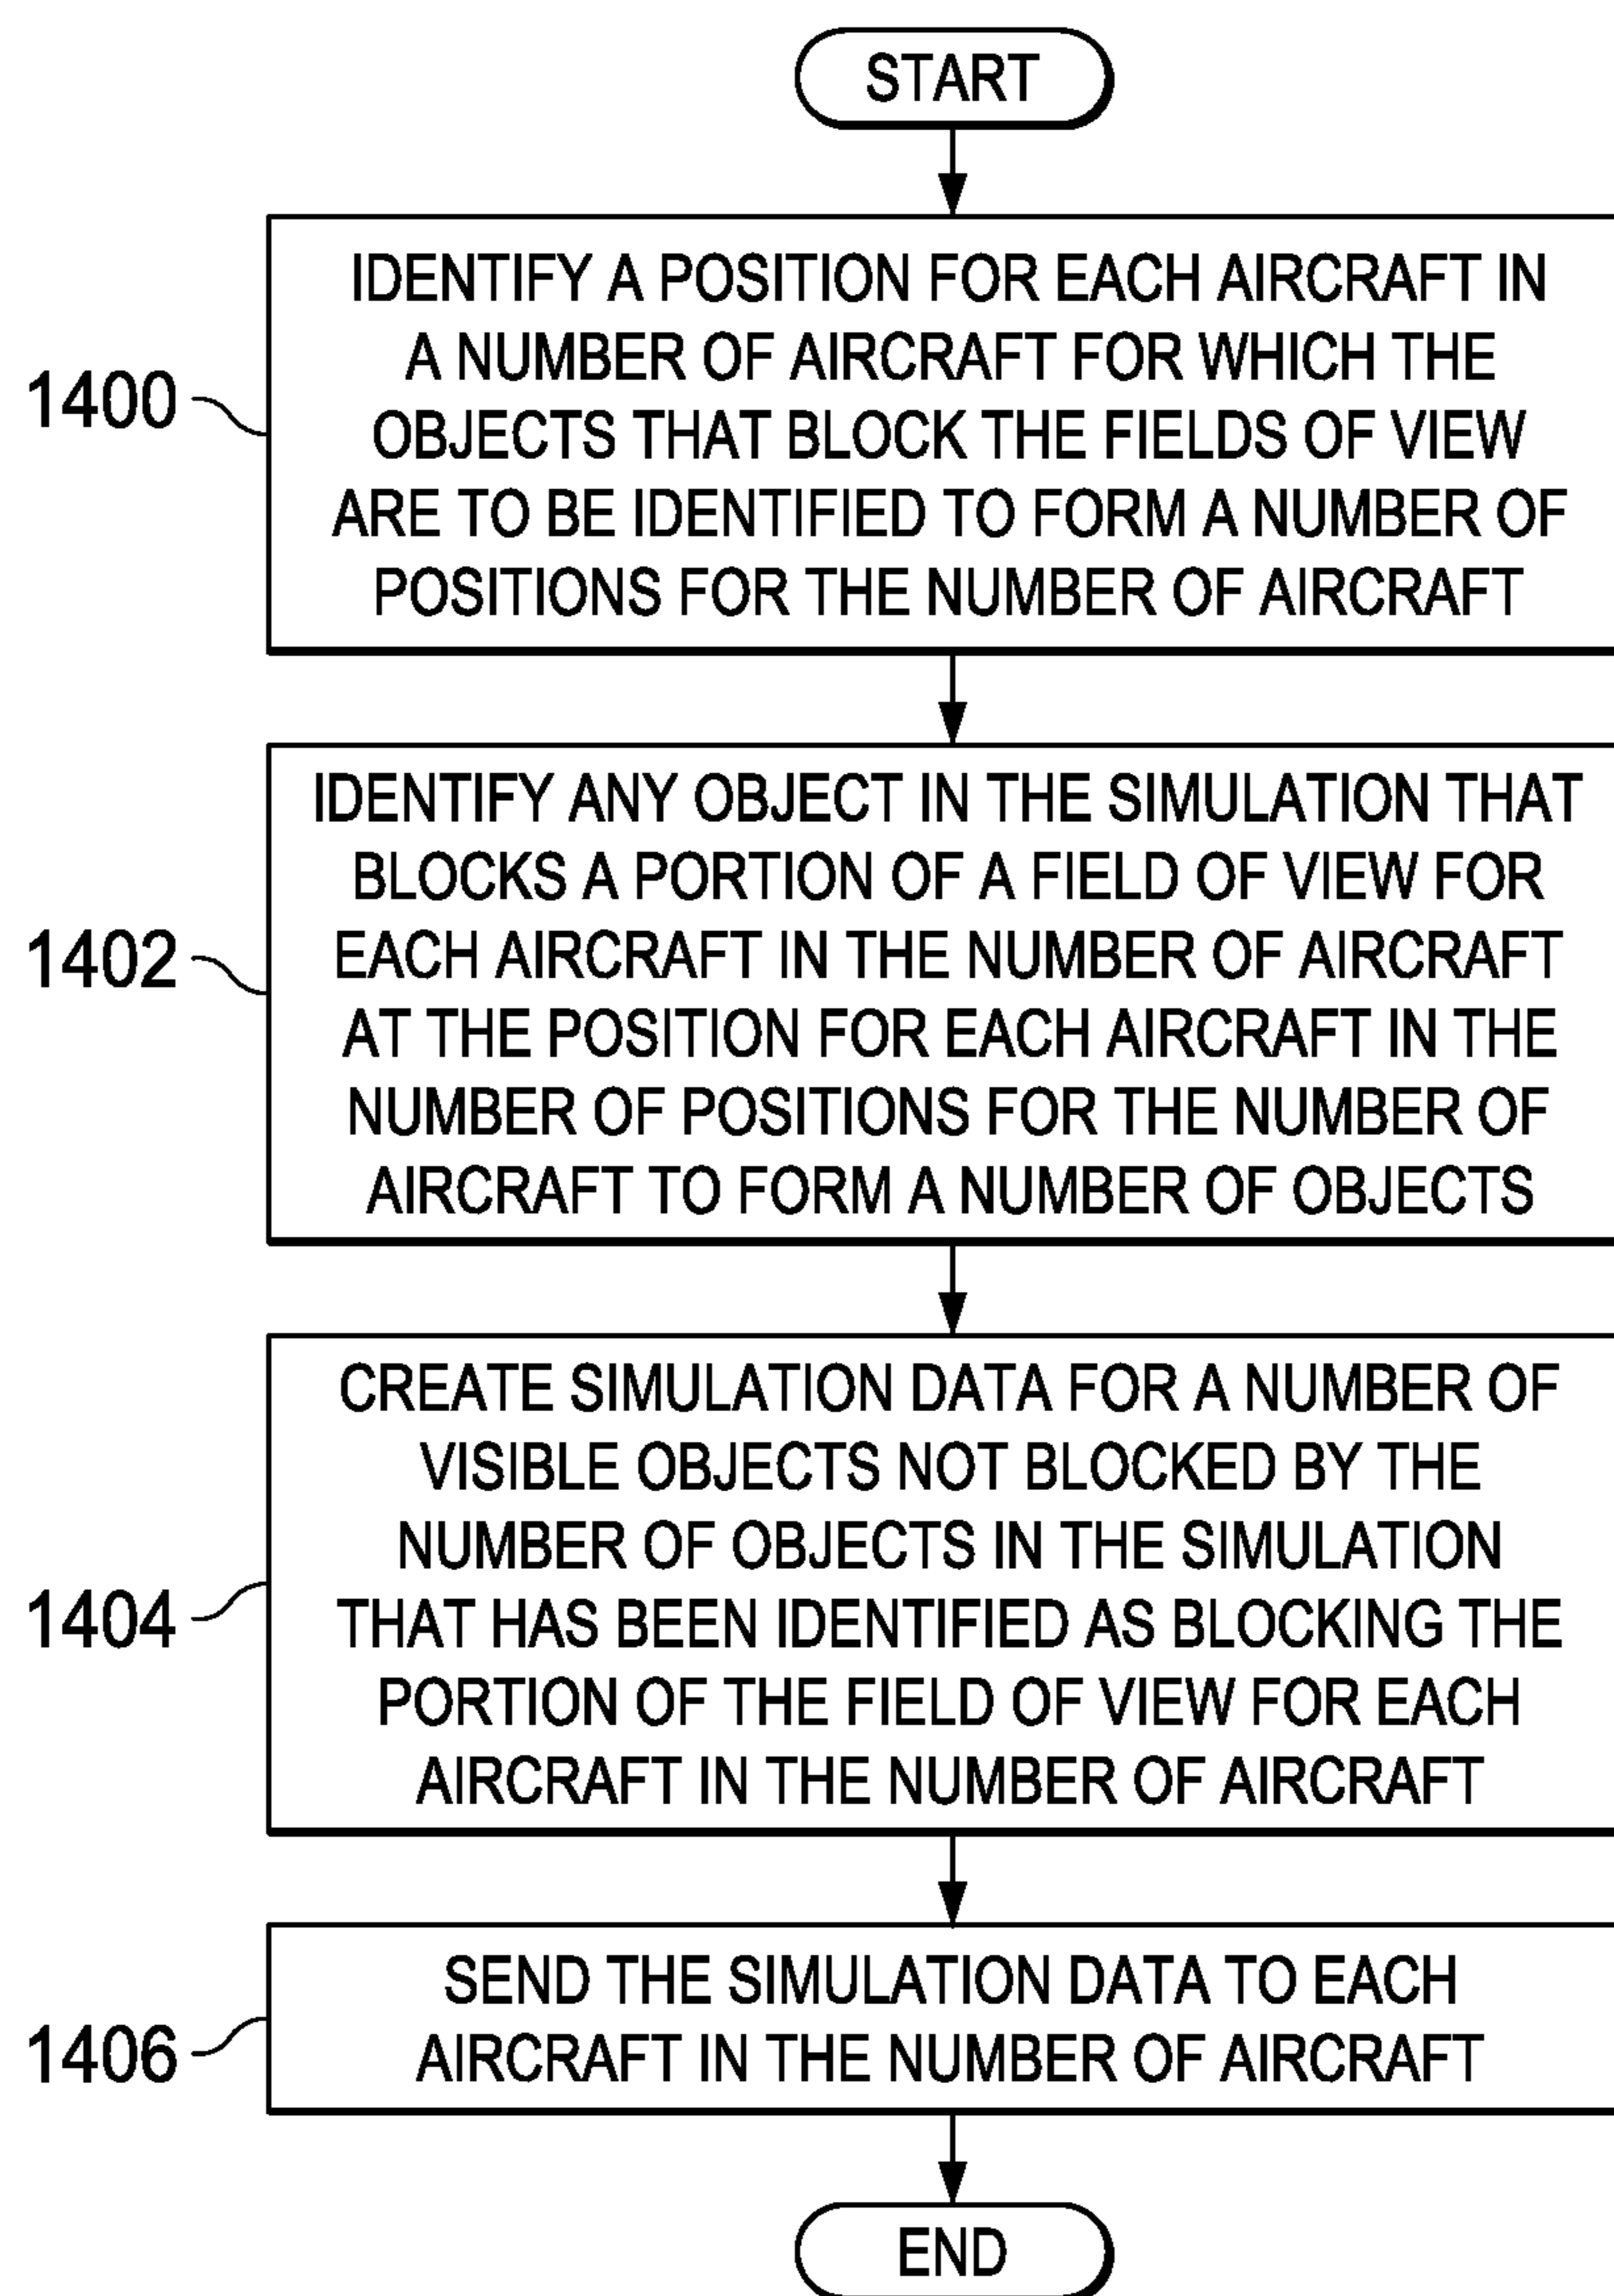 START
1400
IDENTIFY A POSITION FOR EACH AIRCRAFT IN
A NUMBER OF AIRCRAFT FOR WHICH THE
OBJECTS THAT BLOCK THE FIELDS OF VIEW
ARE TO BE IDENTIFIED TO FORM A NUMBER OF
POSITIONS FOR THE NUMBER OF AIRCRAFT
1402
IDENTIFY ANY OBJECT IN THE SIMULATION THAT
BLOCKS A PORTION OF A FIELD OF VIEW FOR
EACH AIRCRAFT IN THE NUMBER OF AIRCRAFT
AT THE POSITION FOR EACH AIRCRAFT IN THE
NUMBER OF POSITIONS FOR THE NUMBER OF
AIRCRAFT TO FORM A NUMBER OF OBJECTS
1404
CREATE SIMULATION DATA FOR A NUMBER OF
VISIBLE OBJECTS NOT BLOCKED BY THE
NUMBER OF OBJECTS IN THE SIMULATION
THAT HAS BEEN IDENTIFIED AS BLOCKING THE
PORTION OF THE FIELD OF VIEW FOR EACH
AIRCRAFT IN THE NUMBER OF AIRCRAFT
1406
SEND THE SIMULATION DATA TO EACH
AIRCRAFT IN THE NUMBER OF AIRCRAFT
END